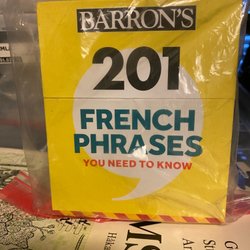 BARRON'S
201
FRENCH
PHRASES
YOU NEED TO KNOW